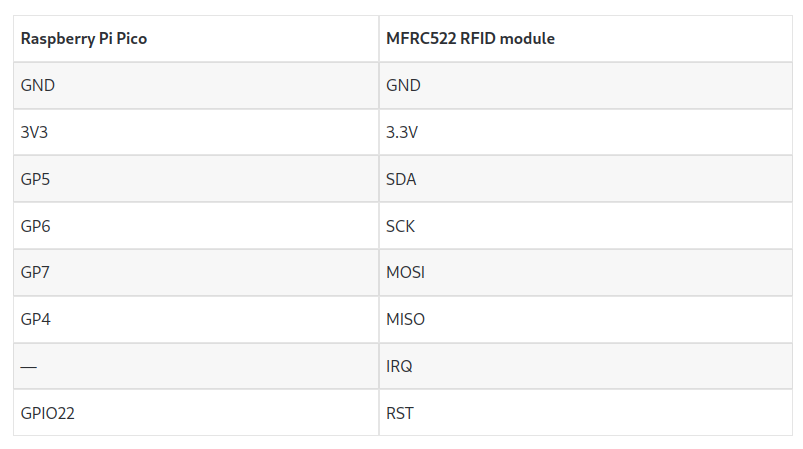 Raspberry Pi Pico MFRC522 RFID module
GND GND
3V3 3.3V
GP5 SDA
GP6 SCK
GP7 MOSI
GP4 MISO
— IRQ
GPIO22 RST